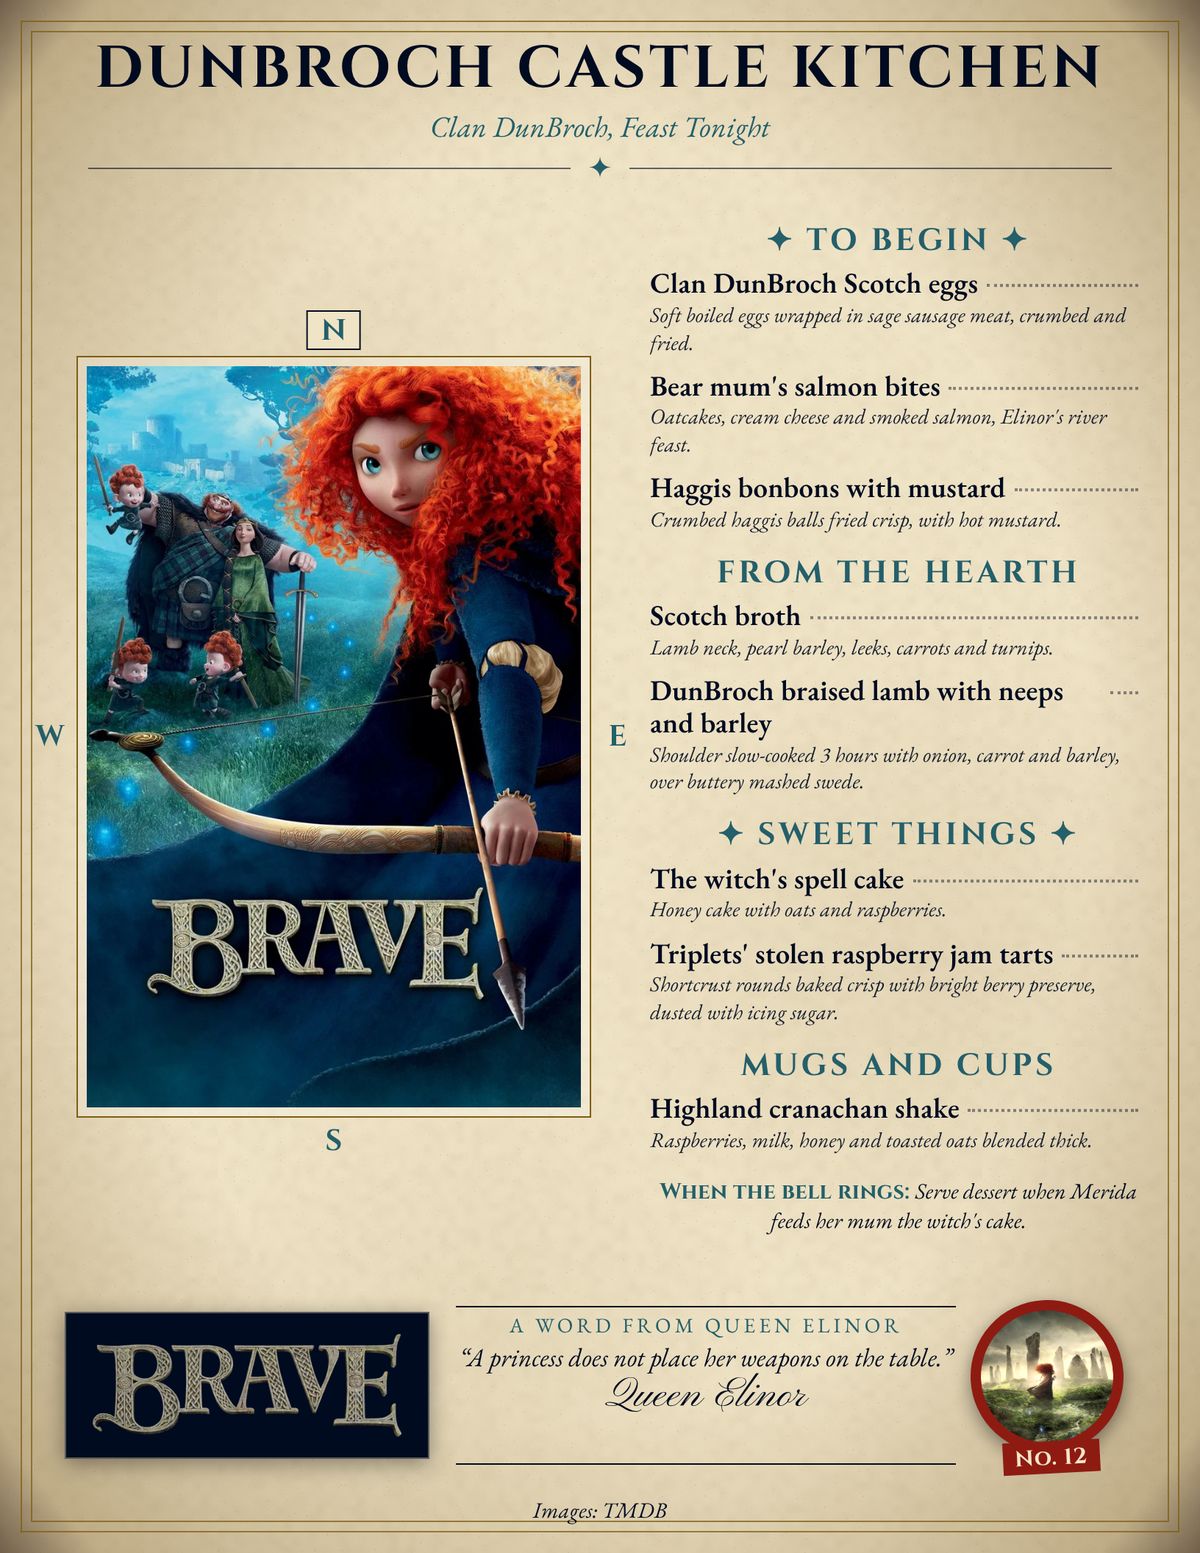 DUNBROCH CASTLE KITCHEN
Clan DunBroch, Feast Tonight
N
W
E
S
BRAVE
TO BEGIN
Clan DunBroch Scotch eggs
Soft boiled eggs wrapped in sage sausage meat, crumbed and
fried.
Bear mum's salmon bites
Oatcakes, cream cheese and smoked salmon, Elinor's river
feast.
Haggis bonbons with mustard
Crumbed haggis balls fried crisp, with hot mustard.
FROM THE HEARTH
Scotch broth
Lamb neck, pearl barley, leeks, carrots and turnips.
DunBroch braised lamb with neeps
and barley
Shoulder slow-cooked 3 hours with onion, carrot and barley,
over buttery mashed swede.
SWEET THINGS
The witch's spell cake
Honey cake with oats and raspberries.
Triplets' stolen raspberry jam tarts
Shortcrust rounds baked crisp with bright berry preserve,
dusted with icing sugar.
MUGS AND CUPS
Highland cranachan shake
Raspberries, milk, honey and toasted oats blended thick.
WHEN THE BELL RINGS: Serve dessert when Merida
feeds her mum the witch's cake.
BRAVE
A WORD FROM QUEEN ELINOR
“A princess does not place her weapons on the table.”
Queen Elinor
NO. 12
Images: TMDB